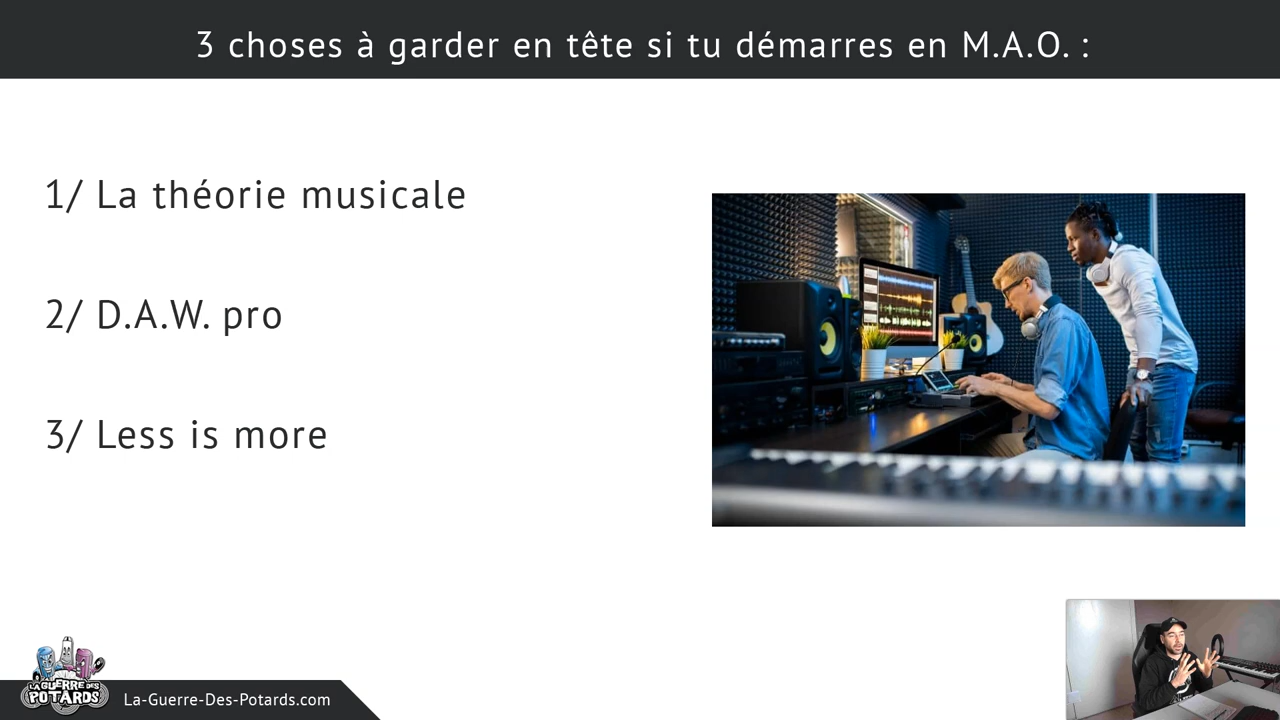 3 choses à garder en tête si tu démarres en M.A.O. :
1/ La théorie musicale
2/ D.A.W. pro
3/ Less is more
LA GUERRE DES
POTARDS
La-Guerre-Des-Potards.com